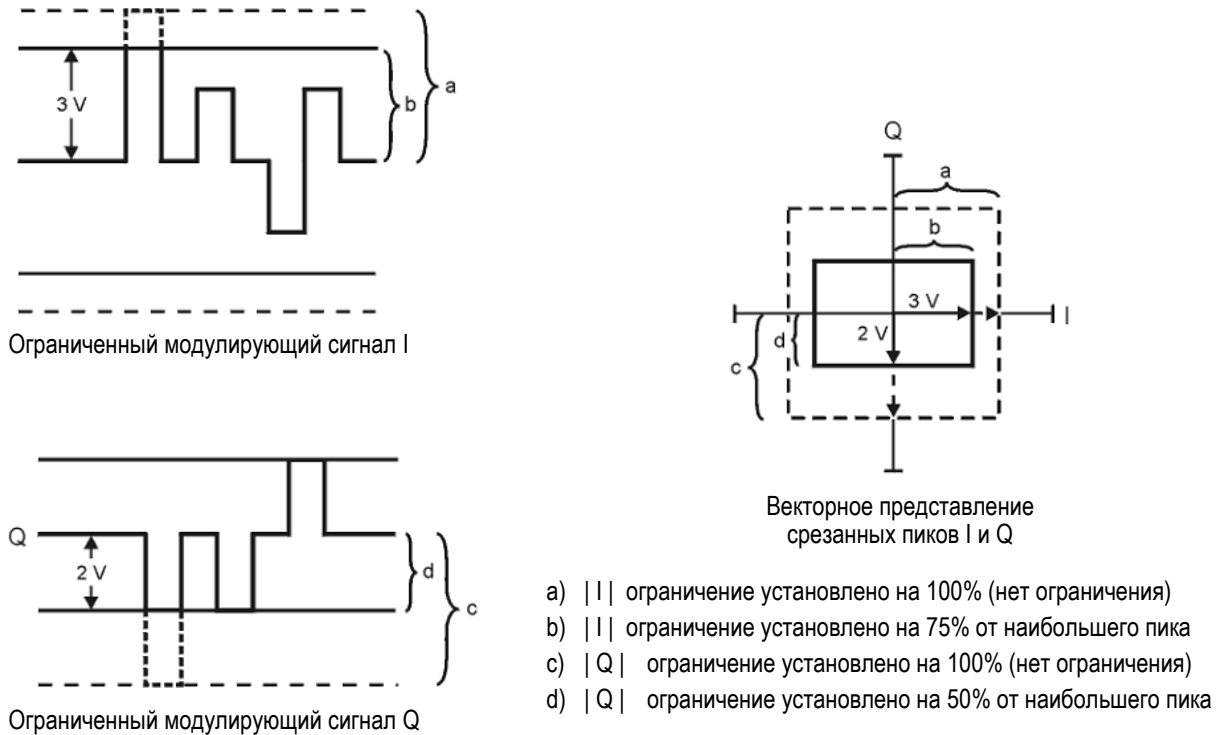 3 V
b
a
Ограниченный модулирующий сигнал I
Q
2 V
d
c
Ограниченный модулирующий сигнал Q
Q
a
b
3 V
I
2 V
d
c
Векторное представление
срезанных пиков I и Q
a) | I | ограничение установлено на 100% (нет ограничения)
b) | I | ограничение установлено на 75% от наибольшего пика
c) | Q | ограничение установлено на 100% (нет ограничения)
d) | Q | ограничение установлено на 50% от наибольшего пика